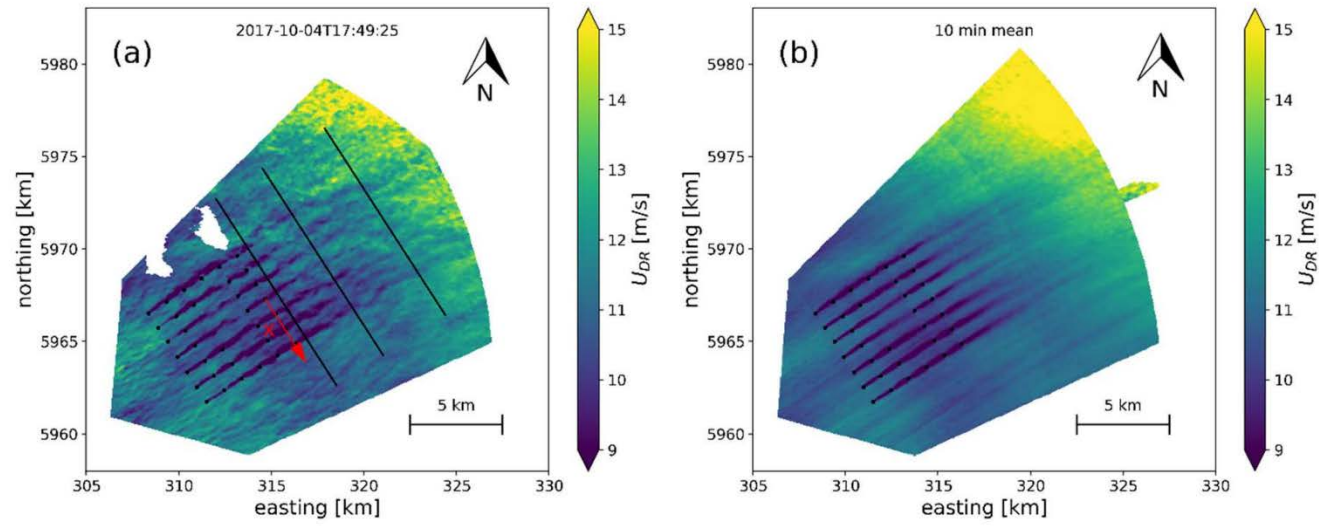 (a)
2017-10-04T17:49:25
N
5980
5975
5970
5965
5960
northing [km]
x
5 km
305
310
315
320
325
330
easting [km]
15
14
13
12
11
10
9
U_DR [m/s]
(b)
10 min mean
N
5980
5975
5970
5965
5960
northing [km]
5 km
305
310
315
320
325
330
easting [km]
15
14
13
12
11
10
9
U_DR [m/s]